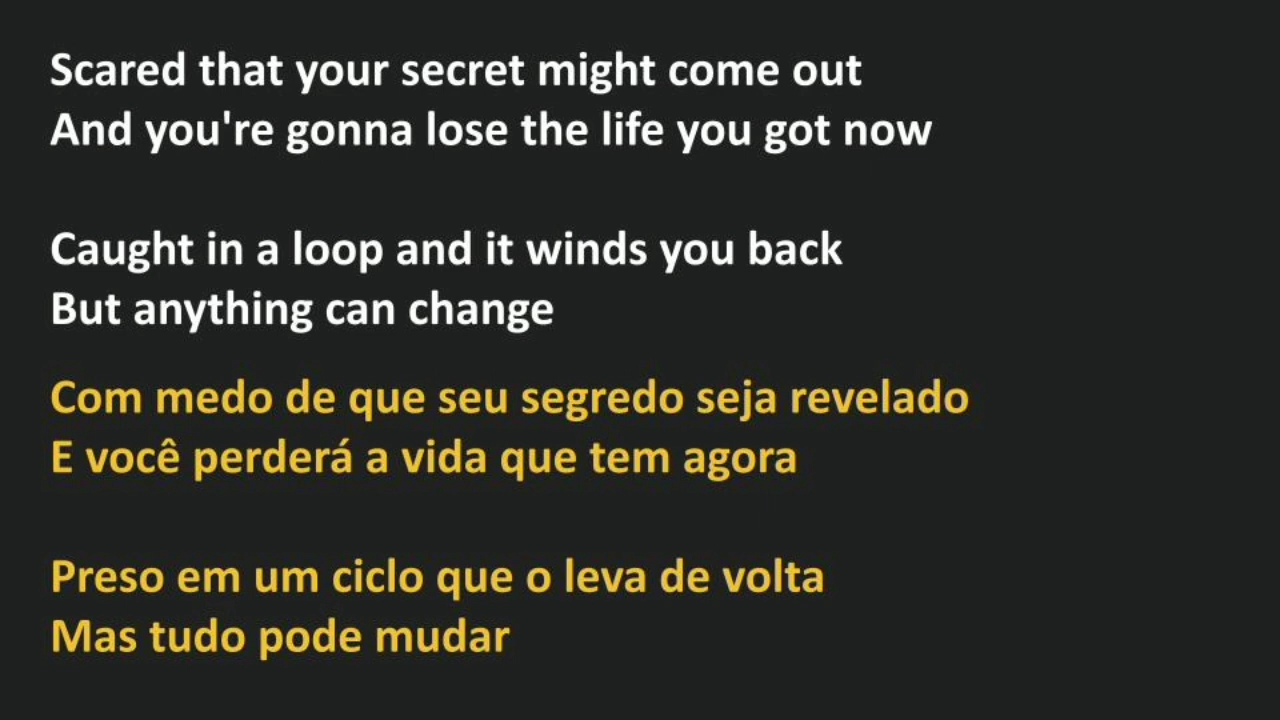 Scared that your secret might come out
And you're gonna lose the life you got now
Caught in a loop and it winds you back
But anything can change
Com medo de que seu segredo seja revelado
E você perderá a vida que tem agora
Preso em um ciclo que o leva de volta
Mas tudo pode mudar